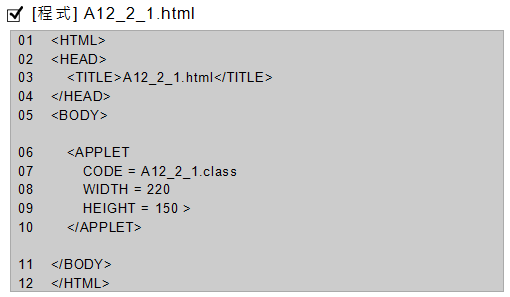 [程式] A12_2_1.html
01 <HTML>
02 <HEAD>
03 <TITLE>A12_2_1.html</TITLE>
04 </HEAD>
05 <BODY>
06 <APPLET
07 CODE = A12_2_1.class
08 WIDTH = 220
09 HEIGHT = 150 >
10 </APPLET>
11 </BODY>
12 </HTML>